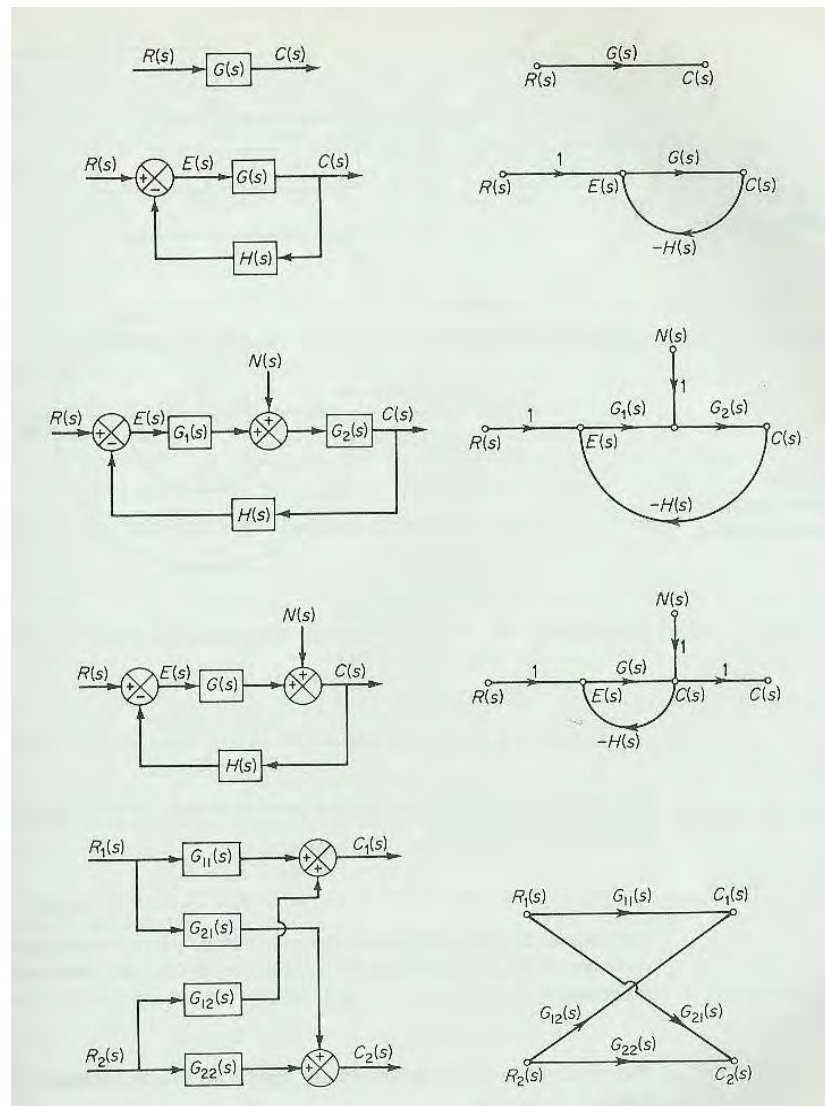 R(s) G(s) C(s)
G(s)
R(s) C(s)
R(s) + − E(s) G(s) C(s)
H(s)
1 G(s)
R(s) E(s) C(s)
−H(s)
N(s)
R(s) + − E(s) G₁(s) + + G₂(s) C(s)
H(s)
N(s)
1
1 G₁(s) G₂(s)
R(s) E(s) C(s)
−H(s)
N(s)
R(s) + − E(s) G(s) + + C(s)
H(s)
N(s)
1
1 G(s) 1
R(s) E(s) C(s) C(s)
−H(s)
R₁(s) G₁₁(s) + + C₁(s)
G₂₁(s)
G₁₂(s)
R₂(s) G₂₂(s) + + C₂(s)
R₁(s) G₁₁(s) C₁(s)
G₁₂(s) G₂₁(s)
G₂₂(s)
R₂(s) C₂(s)